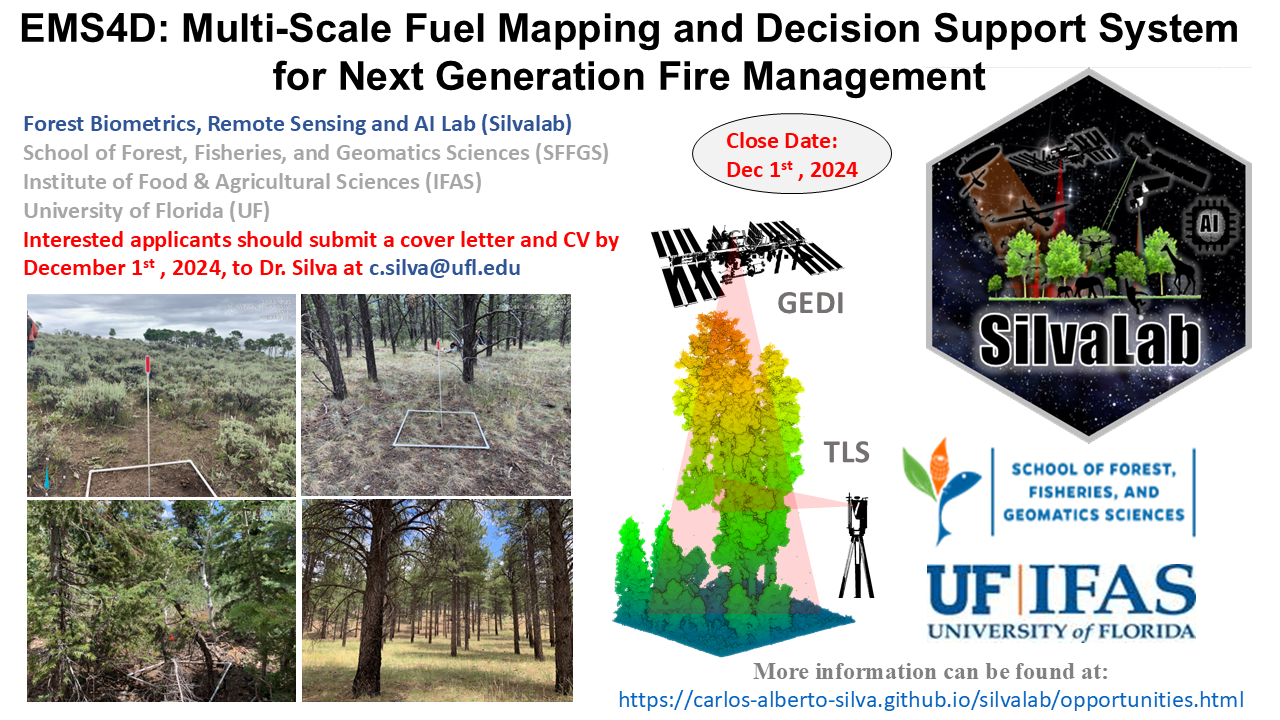 EMS4D: Multi-Scale Fuel Mapping and Decision Support System
for Next Generation Fire Management
Forest Biometrics, Remote Sensing and AI Lab (Silvalab)
School of Forest, Fisheries, and Geomatics Sciences (SFFGS)
Institute of Food & Agricultural Sciences (IFAS)
University of Florida (UF)
Interested applicants should submit a cover letter and CV by
December 1st , 2024, to Dr. Silva at c.silva@ufl.edu
Close Date:
Dec 1st , 2024
GEDI
TLS
AI
SilvaLab
SCHOOL OF FOREST,
FISHERIES, AND
GEOMATICS SCIENCES
UF|IFAS
UNIVERSITY of FLORIDA
More information can be found at:
https://carlos-alberto-silva.github.io/silvalab/opportunities.html